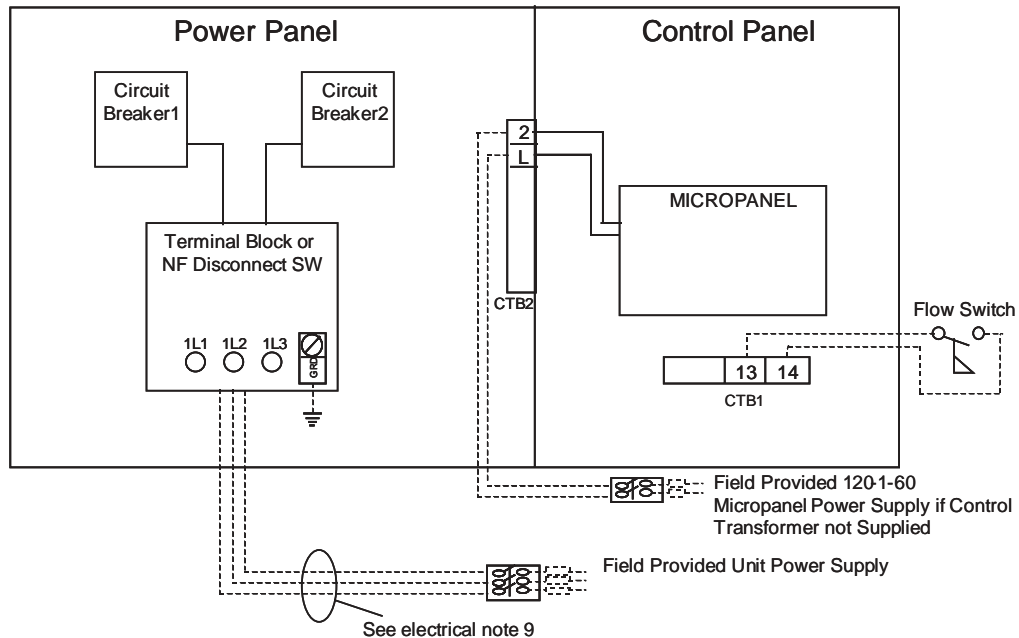 Power Panel
Control Panel
Circuit
Breaker1
Circuit
Breaker2
2
L
MICROPANEL
Terminal Block or
NF Disconnect SW
CTB2
Flow Switch
1L1 1L2 1L3
GRD
13 14
CTB1
Field Provided 120-1-60
Micropanel Power Supply if Control
Transformer not Supplied
Field Provided Unit Power Supply
See electrical note 9